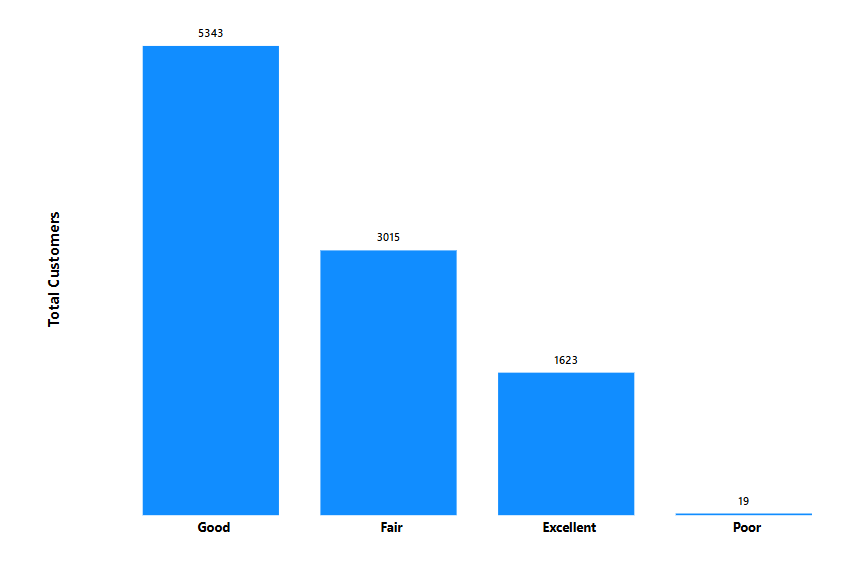 Total Customers
5343
3015
1623
19
Good
Fair
Excellent
Poor